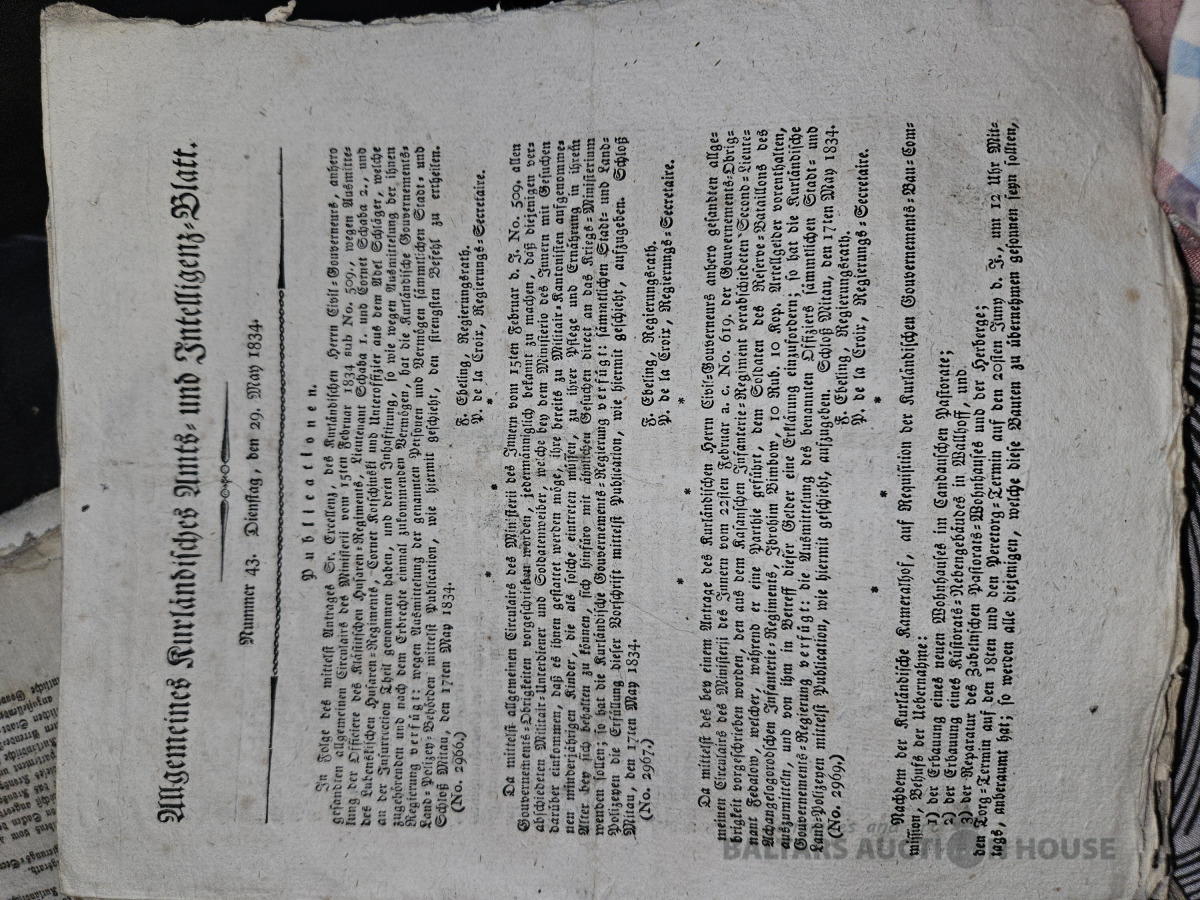 Allgemeines Kurländisches Amts- und Intelligenz-Blatt.
Nummer 43. Dienstag, den 29. May 1834.
Publicationen.
In Folge des mittelst Antrages Sr. Excellenz, des Kurländischen Herrn Civil-Gouverneurs, anhero
gesandten allgemeinen Circulairs des Ministerii vom 15ten Februar 1834 sub No. 509., wegen Ausmitte-
lung der Officiere des Kläsinschen Husaren-Regiments, Lieutenant Schaba 1. und Cornet Schaba 2., und
des Lubenskischen Husaren-Regiments, Cornet Korschinski und Unteroffizier aus dem Adel Schläger, welche
an der Insurrection Theil genommen haben, und deren Inhaftirung, so wie wegen Ausmittelung der ihnen
zugehörenden und nach dem Erbrechte einmal zukommenden Vermögen, hat die Kurländische Gouvernements-
Regierung verfügt: wegen Ausmittelung der genannten Personen und Vermögen sämmtlichen Stadt- und
Land-Polizey-Behörden mittelst Publication, wie hiermit geschieht, den strengsten Befehl zu ertheilen.
Schloß Mitau, den 17ten May 1834.
F. Ebeling, Regierungsrath.
(No. 2966.) P. de la Croix, Regierungs-Secretaire.
* *
*
Da mittelst allgemeinen Circulairs des Ministerii des Innern vom 15ten Februar d. J. No. 509. allen
Gouvernements-Obrigkeiten vorgeschrieben worden, jedermänniglich bekannt zu machen, daß diejenigen ver-
abschiedeten Militair-Unterdiener und Soldatenweiber, welche bey dem Ministerio des Innern mit Gesuchen
darüber einkommen, daß es ihnen gestattet werden möge, ihre bereits zu Militair-Kantonisten aufgenomme-
nen minderjährigen Kinder, die als solche eintreten müssen, zu ihrer Pflege und Ernährung in ihrem
Alter bey sich behalten zu können, sich hinfüro mit ähnlichen Gesuchen direct an das Kriegs-Ministerium
wenden sollen; so hat die Kurländische Gouvernements-Regierung verfügt: sämmtlichen Stadt- und Land-
Polizeyen die Erfüllung dieser Vorschrift mittelst Publication, wie hiermit geschieht, aufzugeben. Schloß
Mitau, den 17ten May 1834.
F. Ebeling, Regierungsrath.
(No. 2967.) P. de la Croix, Regierungs-Secretaire.
* *
*
Da mittelst des bey einem Antrage des Kurländischen Herrn Civil-Gouverneurs anhero gesandten allge-
meinen Circulairs des Ministerii des Innern vom 22sten Februar a. c. No. 619. der Gouvernements-Obrig-
brigkeit vorgeschrieben worden, den aus dem Kasanschen Infanterie-Regiment verabschiedeten Second-Lieute-
nant Fedalow, welcher, während er eine Parthie geführt, dem Soldaten des Reserve-Bataillons des
Archangelogorodschen Infanterie-Regiments, Ibrohim Bimbow, 10 Rub. 10 Kop. Artellgelder vorenthalten,
auszumitteln, und von ihm in Betreff dieser Gelder eine Erklärung einzufordern; so hat die Kurländische
Gouvernements-Regierung verfügt: die Ausmittelung des benannten Offiziers sämmtlichen Stadt- und
Land-Polizeyen mittelst Publication, wie hiermit geschieht, aufzugeben. Schloß Mitau, den 17ten May 1834.
F. Ebeling, Regierungsrath.
(No. 2969.) P. de la Croix, Regierungs-Secretaire.
* *
*
Nachdem der Kurländische Kameralhof, auf Requisition der Kurländischen Gouvernements-Bau-Com-
mission, Behufs der Uebernahme:
1) der Erbauung eines neuen Wohnhauses im Candauschen Pastorate;
2) der Erbauung eines Küstorats-Nebengebäudes in Wallhoff, und
3) der Reparatur des Zabelnschen Pastorats-Wohnhauses und der Herberge;
den Torg-Termin auf den 18ten und den Peretorg-Termin auf den 20sten Juny d. J., um 12 Uhr Mit-
tags, anberaumt hat; so werden alle diejenigen, welche diese Bauten zu übernehmen gesonnen seyn sollten,
BALTARS AUCTIONS HOUSE